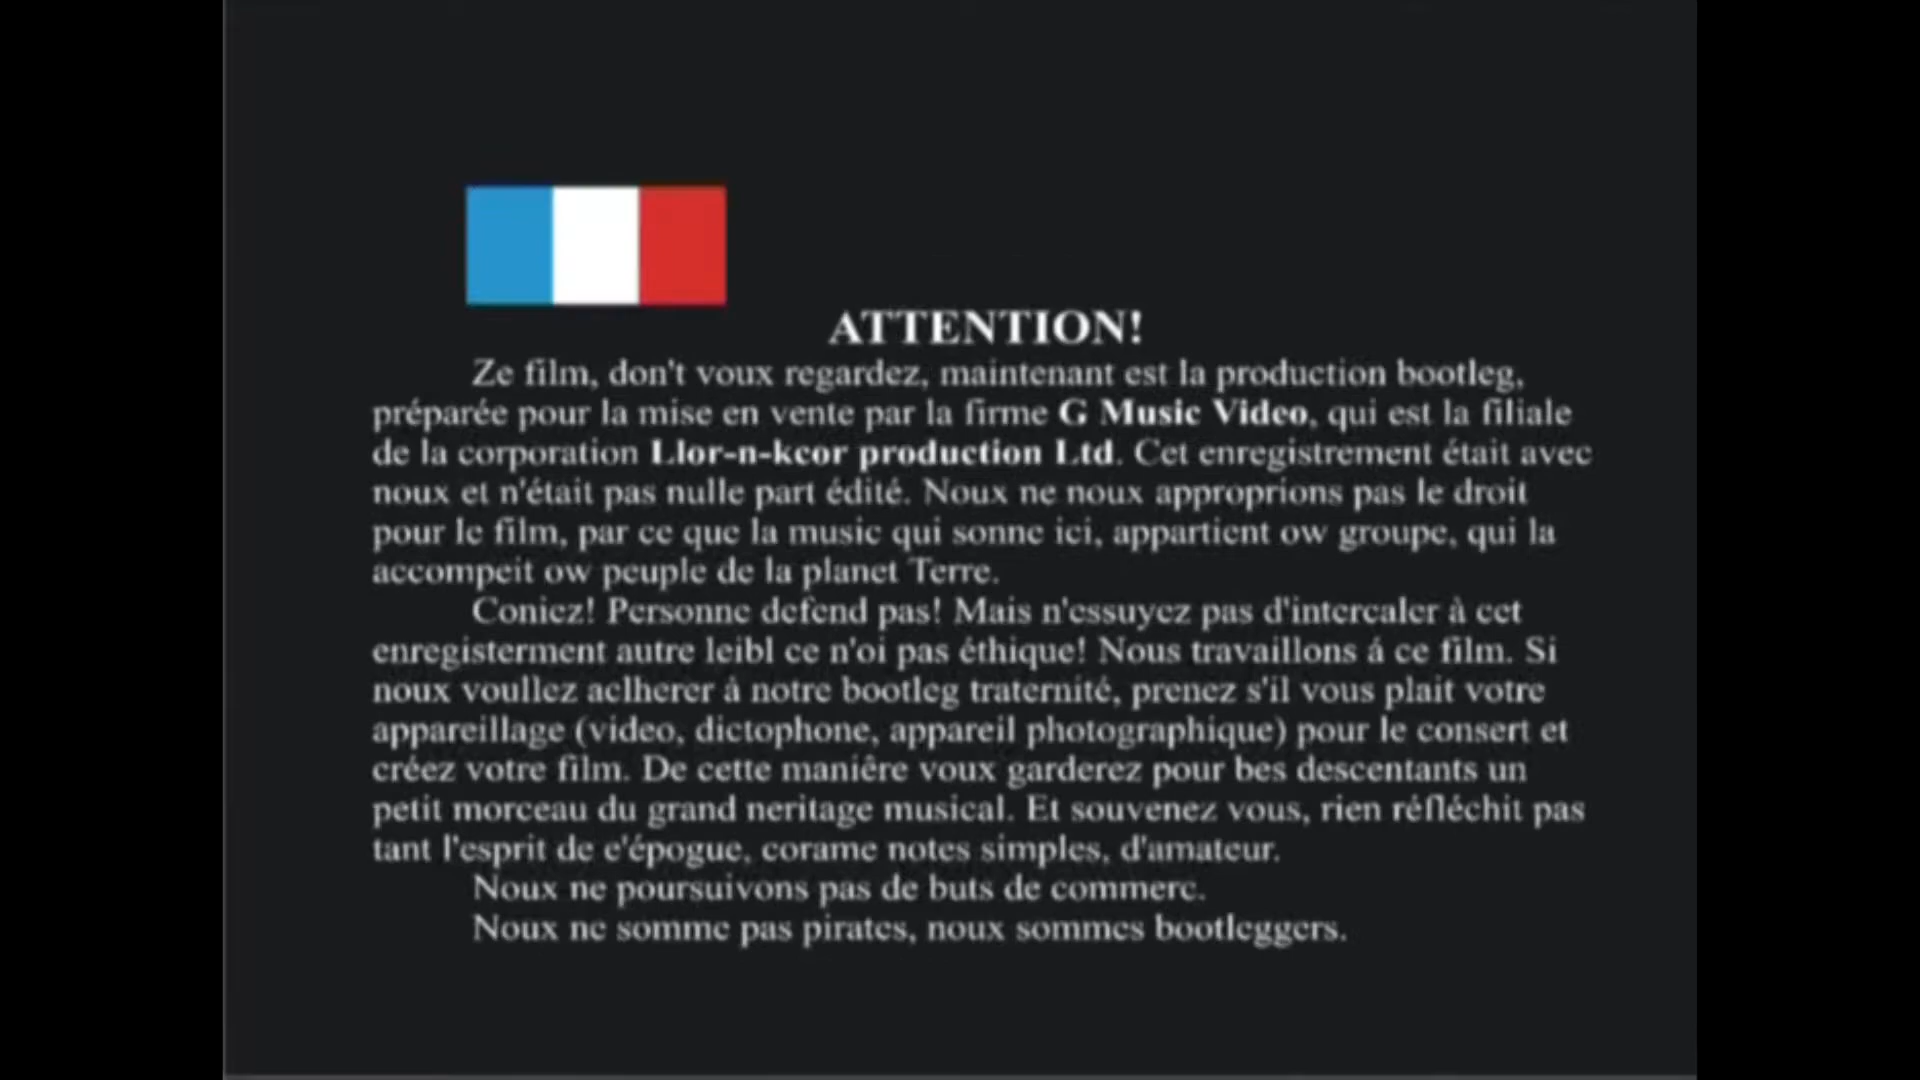 ATTENTION!
Ze film, don't voux regardez, maintenant est la production bootleg,
préparée pour la mise en vente par la firme G Music Video, qui est la filiale
de la corporation Llor-n-kcor production Ltd. Cet enregistrement était avec
noux et n'était pas nulle part édité. Noux ne noux approprions pas le droit
pour le film, par ce que la music qui sonne ici, appartient ow groupe, qui la
accompeit ow peuple de la planet Terre.
Coniez! Personne defend pas! Mais n'essuyez pas d'intercaler à cet
enregisterment autre leibl ce n'oi pas éthique! Nous travaillons á ce film. Si
noux voullez aclherer á notre bootleg traternité, prenez s'il vous plait votre
appareillage (video, dictophone, appareil photographique) pour le consert et
créez votre film. De cette maniêre voux garderez pour bes descentants un
petit morceau du grand neritage musical. Et souvenez vous, rien réfléchit pas
tant l'esprit de e'épogue, corame notes simples, d'amateur.
Noux ne poursuivons pas de buts de commerc.
Noux ne somme pas pirates, noux sommes bootleggers.